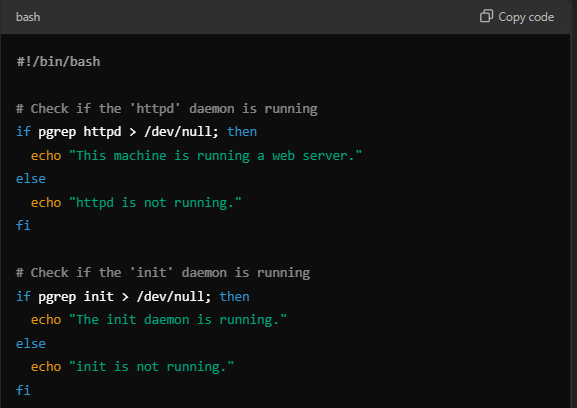 bash
Copy code
#!/bin/bash
# Check if the 'httpd' daemon is running
if pgrep httpd > /dev/null; then
  echo "This machine is running a web server."
else
  echo "httpd is not running."
fi
# Check if the 'init' daemon is running
if pgrep init > /dev/null; then
  echo "The init daemon is running."
else
  echo "init is not running."
fi